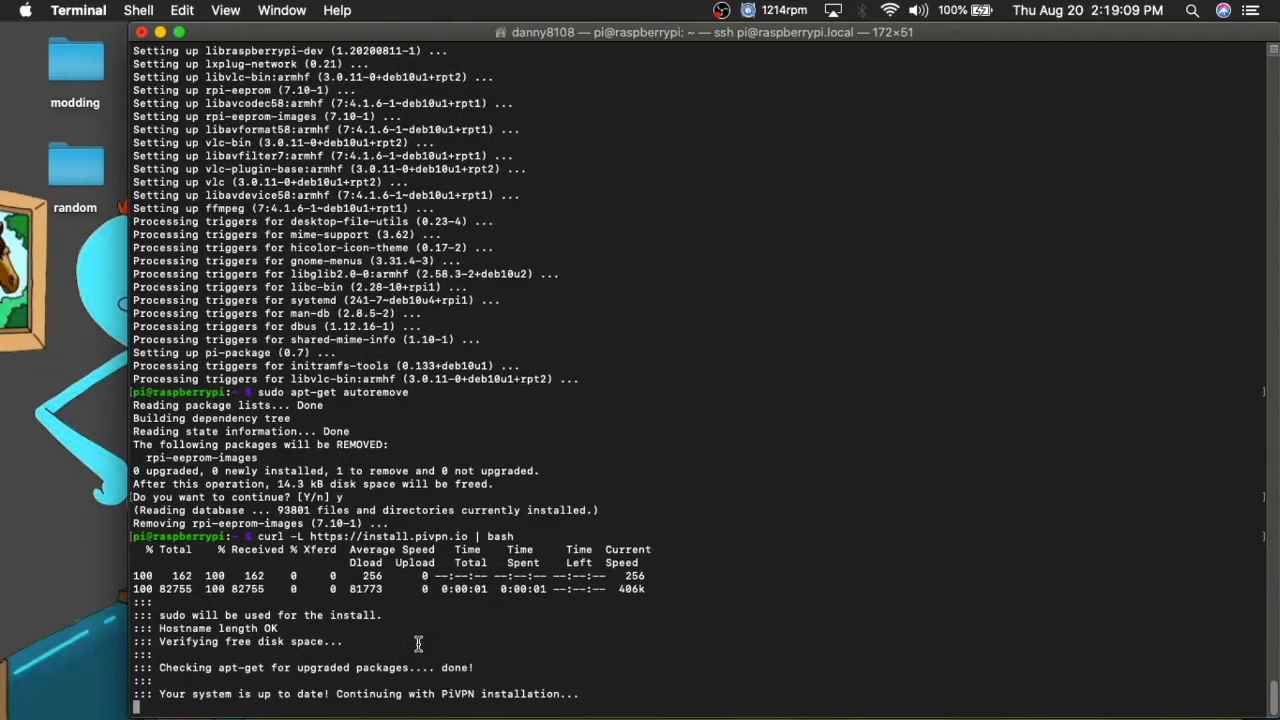 Terminal Shell Edit View Window Help 1214rpm 100% Thu Aug 20 2:19:09 PM
danny8108 — pi@raspberrypi: ~ — ssh pi@raspberrypi.local — 172×51
modding
random
Setting up libraspberrypi-dev (1.20200811-1) ...
Setting up lxplug-network (0.21) ...
Setting up libvlc-bin:armhf (3.0.11-0+deb10u1+rpt2) ...
Setting up rpi-eeprom (7.10-1) ...
Setting up libavcodec58:armhf (7:4.1.6-1~deb10u1+rpt1) ...
Setting up rpi-eeprom-images (7.10-1) ...
Setting up libavformat58:armhf (7:4.1.6-1~deb10u1+rpt1) ...
Setting up vlc-bin (3.0.11-0+deb10u1+rpt2) ...
Setting up libavfilter7:armhf (7:4.1.6-1~deb10u1+rpt1) ...
Setting up vlc-plugin-base:armhf (3.0.11-0+deb10u1+rpt2) ...
Setting up vlc (3.0.11-0+deb10u1+rpt2) ...
Setting up libavdevice58:armhf (7:4.1.6-1~deb10u1+rpt1) ...
Setting up ffmpeg (7:4.1.6-1~deb10u1+rpt1) ...
Processing triggers for desktop-file-utils (0.23-4) ...
Processing triggers for mime-support (3.62) ...
Processing triggers for hicolor-icon-theme (0.17-2) ...
Processing triggers for gnome-menus (3.31.4-3) ...
Processing triggers for libglib2.0-0:armhf (2.58.3-2+deb10u2) ...
Processing triggers for libc-bin (2.28-10+rpi1) ...
Processing triggers for systemd (241-7~deb10u4+rpi1) ...
Processing triggers for man-db (2.8.5-2) ...
Processing triggers for dbus (1.12.16-1) ...
Processing triggers for shared-mime-info (1.10-1) ...
Setting up pi-package (0.7) ...
Processing triggers for initramfs-tools (0.133+deb10u1) ...
Processing triggers for libvlc-bin:armhf (3.0.11-0+deb10u1+rpt2) ...
[pi@raspberrypi:~ $ sudo apt-get autoremove ]
Reading package lists... Done
Building dependency tree
Reading state information... Done
The following packages will be REMOVED:
rpi-eeprom-images
0 upgraded, 0 newly installed, 1 to remove and 0 not upgraded.
After this operation, 14.3 kB disk space will be freed.
[Do you want to continue? [Y/n] y ]
(Reading database ... 93801 files and directories currently installed.)
Removing rpi-eeprom-images (7.10-1) ...
[pi@raspberrypi:~ $ curl -L https://install.pivpn.io | bash ]
% Total % Received % Xferd Average Speed Time Time Time Current
Dload Upload Total Spent Left Speed
100 162 100 162 0 0 256 0 --:--:-- --:--:-- --:--:-- 256
100 82755 100 82755 0 0 81773 0 0:00:01 0:00:01 --:--:-- 406k
:::
::: sudo will be used for the install.
::: Hostname length OK
::: Verifying free disk space...
:::
::: Checking apt-get for upgraded packages.... done!
:::
::: Your system is up to date! Continuing with PiVPN installation...